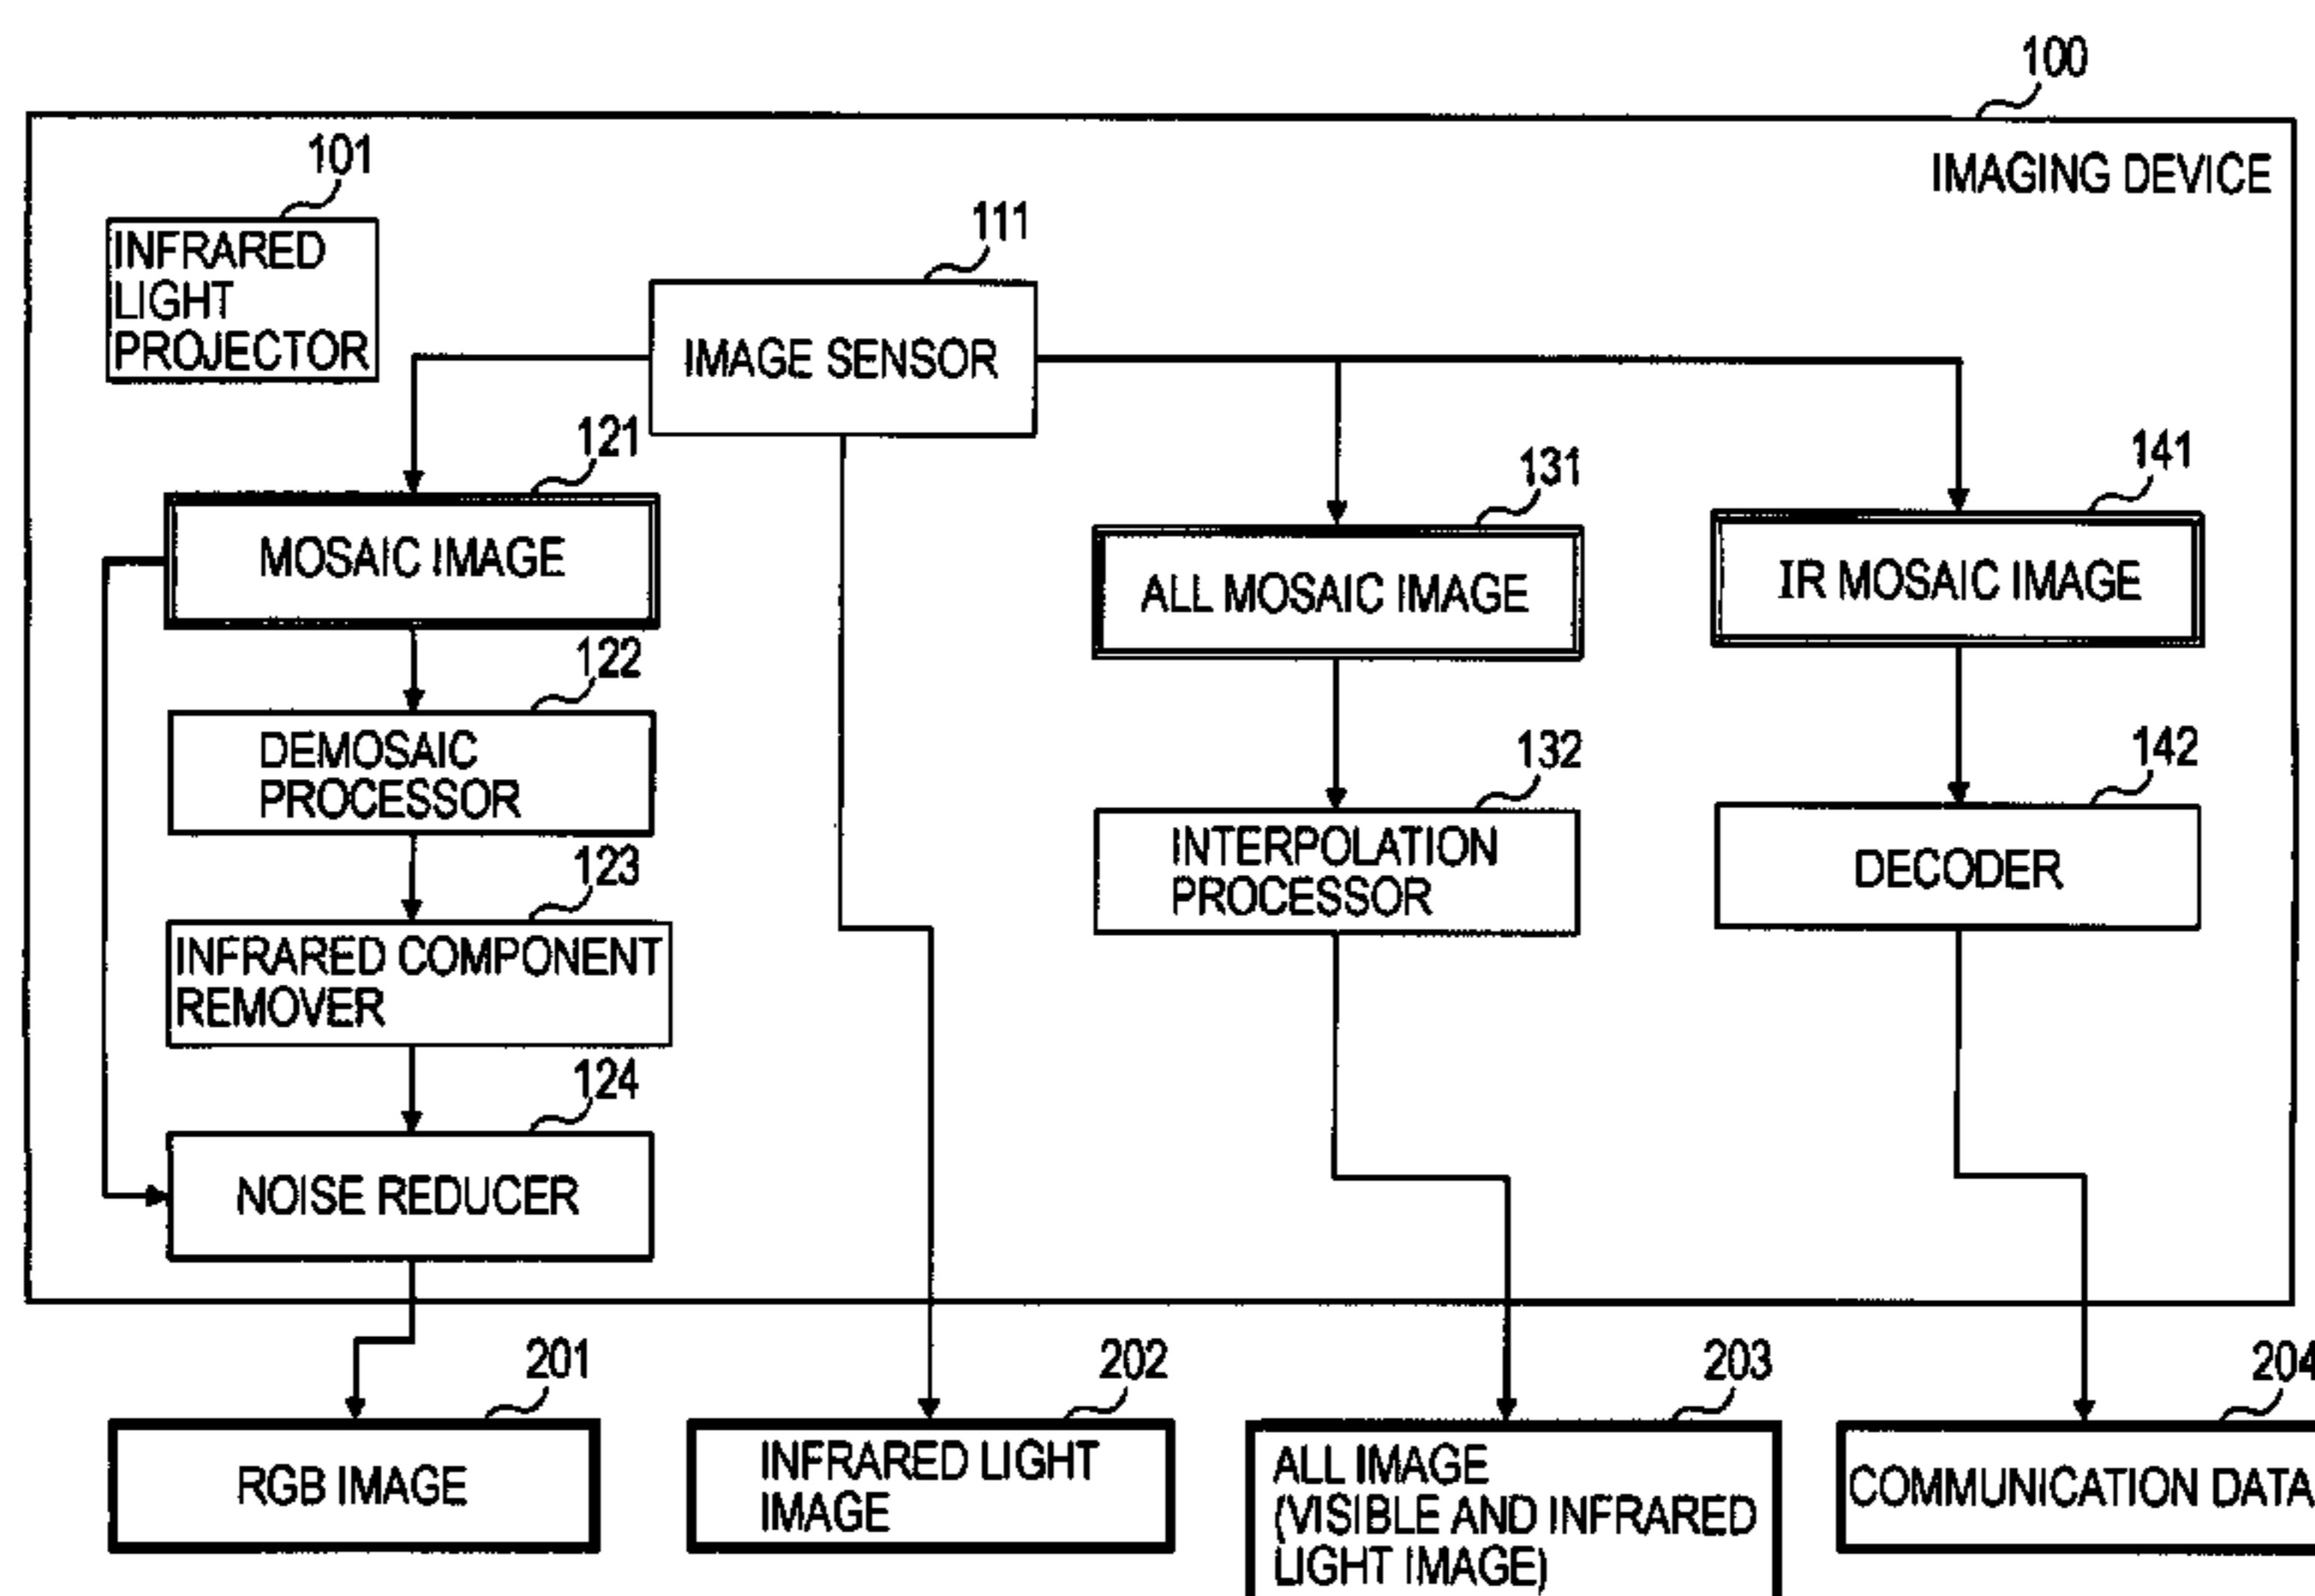 100
IMAGING DEVICE
101
INFRARED
LIGHT
PROJECTOR
111
IMAGE SENSOR
121
MOSAIC IMAGE
131
ALL MOSAIC IMAGE
141
IR MOSAIC IMAGE
122
DEMOSAIC
PROCESSOR
132
INTERPOLATION
PROCESSOR
142
DECODER
123
INFRARED COMPONENT
REMOVER
124
NOISE REDUCER
201
RGB IMAGE
202
INFRARED LIGHT
IMAGE
203
ALL IMAGE
(VISIBLE AND INFRARED
LIGHT IMAGE)
204
COMMUNICATION DATA